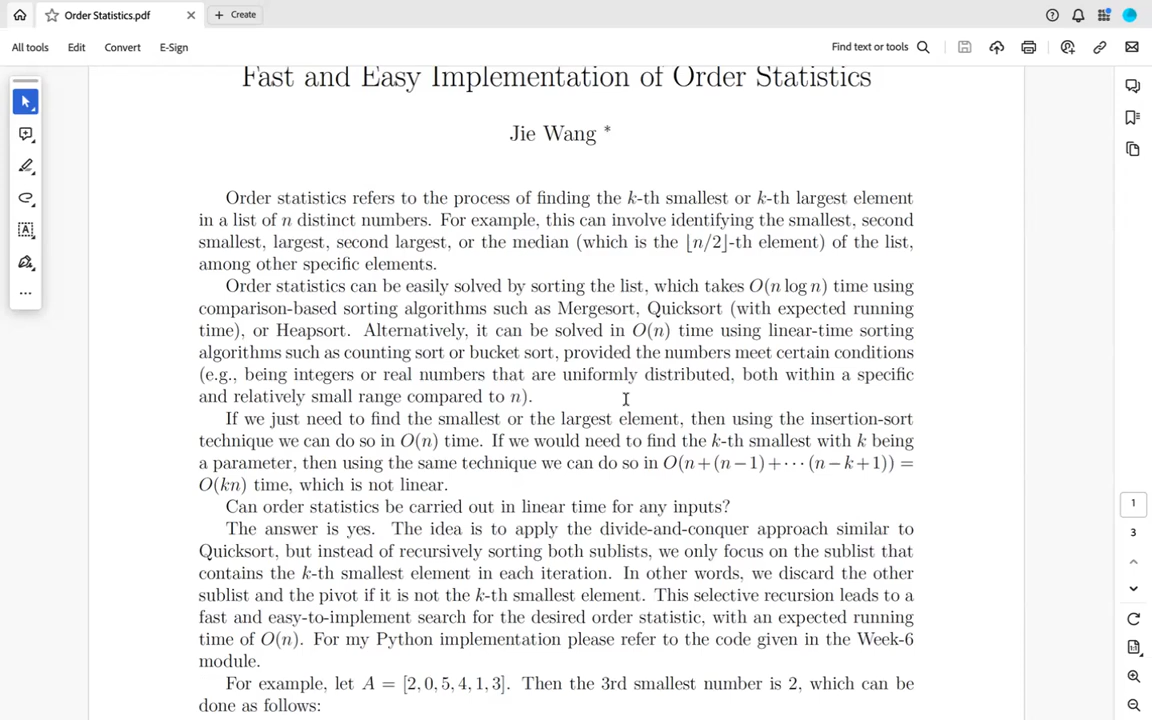 Order Statistics.pdf
Create
All tools
Edit
Convert
E-Sign
Find text or tools
Fast and Easy Implementation of Order Statistics
Jie Wang *
Order statistics refers to the process of finding the k-th smallest or k-th largest element
in a list of n distinct numbers. For example, this can involve identifying the smallest, second
smallest, largest, second largest, or the median (which is the ⌊n/2⌋-th element) of the list,
among other specific elements.
Order statistics can be easily solved by sorting the list, which takes O(n log n) time using
comparison-based sorting algorithms such as Mergesort, Quicksort (with expected running
time), or Heapsort. Alternatively, it can be solved in O(n) time using linear-time sorting
algorithms such as counting sort or bucket sort, provided the numbers meet certain conditions
(e.g., being integers or real numbers that are uniformly distributed, both within a specific
and relatively small range compared to n).
If we just need to find the smallest or the largest element, then using the insertion-sort
technique we can do so in O(n) time. If we would need to find the k-th smallest with k being
a parameter, then using the same technique we can do so in O(n+(n−1)+⋯(n−k+1)) =
O(kn) time, which is not linear.
Can order statistics be carried out in linear time for any inputs?
The answer is yes. The idea is to apply the divide-and-conquer approach similar to
Quicksort, but instead of recursively sorting both sublists, we only focus on the sublist that
contains the k-th smallest element in each iteration. In other words, we discard the other
sublist and the pivot if it is not the k-th smallest element. This selective recursion leads to a
fast and easy-to-implement search for the desired order statistic, with an expected running
time of O(n). For my Python implementation please refer to the code given in the Week-6
module.
For example, let A = [2, 0, 5, 4, 1, 3]. Then the 3rd smallest number is 2, which can be
done as follows:
1
3